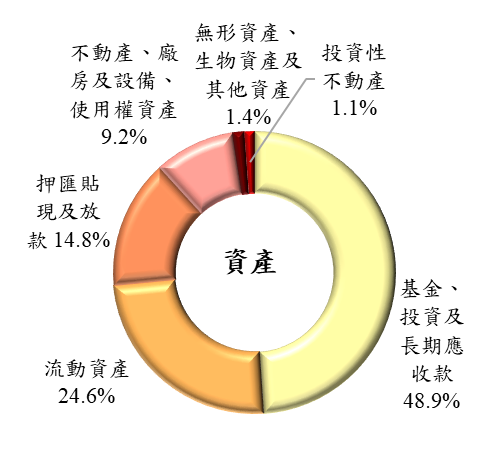 無形資產、
生物資產及
其他資產
1.4%
投資性
不動產
1.1%
不動產、廠
房及設備、
使用權資產
9.2%
押匯貼
現及放
款 14.8%
資產
基金、
投資及
長期應
收款
48.9%
流動資產
24.6%